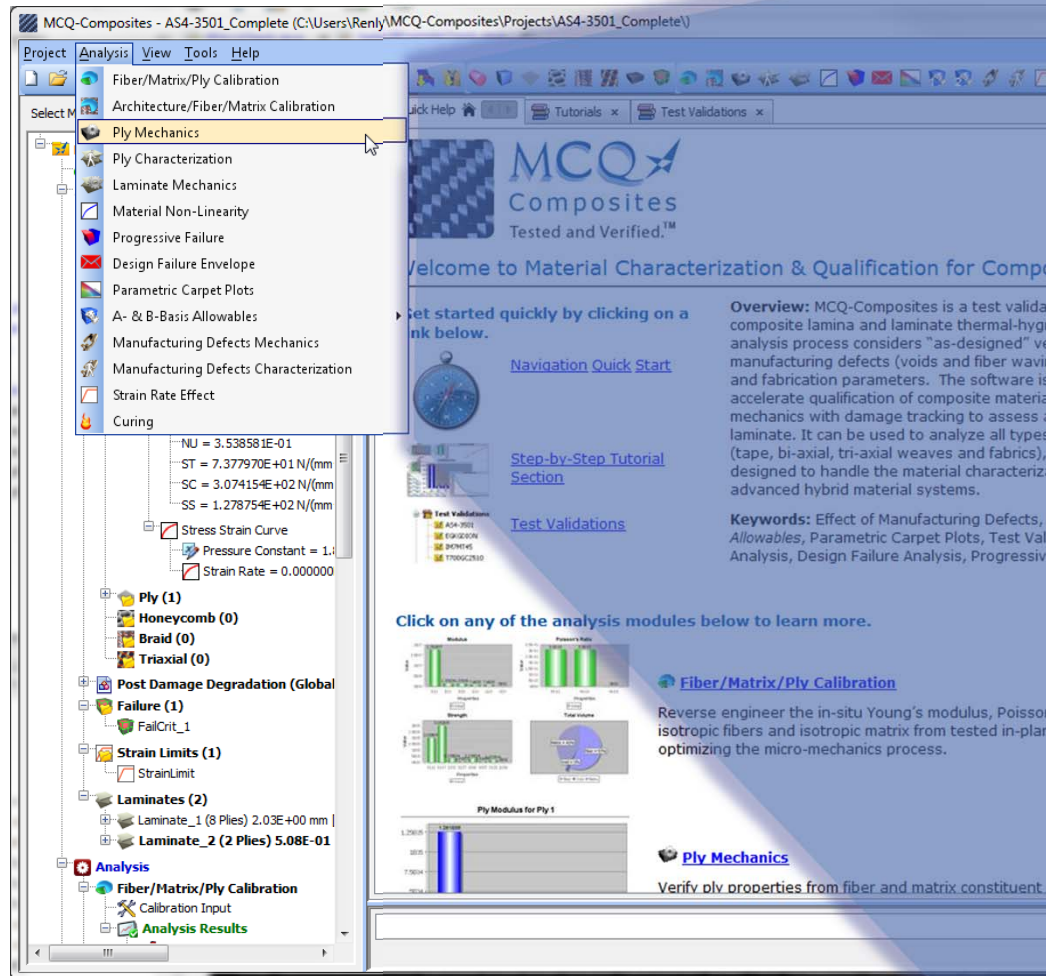 MCQ-Composites - AS4-3501_Complete (C:\Users\Renly\MCQ-Composites\Projects\AS4-3501_Complete\)
Project Analysis View Tools Help
Fiber/Matrix/Ply Calibration
Architecture/Fiber/Matrix Calibration
Ply Mechanics
Ply Characterization
Laminate Mechanics
Material Non-Linearity
Progressive Failure
Design Failure Envelope
Parametric Carpet Plots
A- & B-Basis Allowables
Manufacturing Defects Mechanics
Manufacturing Defects Characterization
Strain Rate Effect
Curing
Select M
NU = 3.538581E-01
ST = 7.377970E+01 N/(mm
SC = 3.074154E+02 N/(mm
SS = 1.278754E+02 N/(mm
Stress Strain Curve
Pressure Constant = 1.
Strain Rate = 0.000000
Ply (1)
Honeycomb (0)
Braid (0)
Triaxial (0)
Post Damage Degradation (Global
Failure (1)
FailCrit_1
Strain Limits (1)
StrainLimit
Laminates (2)
Laminate_1 (8 Plies) 2.03E+00 mm
Laminate_2 (2 Plies) 5.08E-01
Analysis
Fiber/Matrix/Ply Calibration
Calibration Input
Analysis Results
uick Help Tutorials × Test Validations ×
MCQ
Composites
Tested and Verified.™
Welcome to Material Characterization & Qualification for Compo
Get started quickly by clicking on a
link below.
Navigation Quick Start
Step-by-Step Tutorial
Section
Test Validations
AS4-3501
Test Validations
Overview: MCQ-Composites is a test valida
composite lamina and laminate thermal-hyg
analysis process considers "as-designed" ve
manufacturing defects (voids and fiber wavi
and fabrication parameters. The software is
accelerate qualification of composite materia
mechanics with damage tracking to assess
laminate. It can be used to analyze all types
(tape, bi-axial, tri-axial weaves and fabrics),
designed to handle the material characteriza
advanced hybrid material systems.
Keywords: Effect of Manufacturing Defects,
Allowables, Parametric Carpet Plots, Test Val
Analysis, Design Failure Analysis, Progressiv
Click on any of the analysis modules below to learn more.
Modulus
Poisson's Ratio
Strength
Total Volume
Fiber/Matrix/Ply Calibration
Reverse engineer the in-situ Young's modulus, Poisso
isotropic fibers and isotropic matrix from tested in-plan
optimizing the micro-mechanics process.
Ply Modulus for Ply 1
Ply Mechanics
Verify ply properties from fiber and matrix constituent